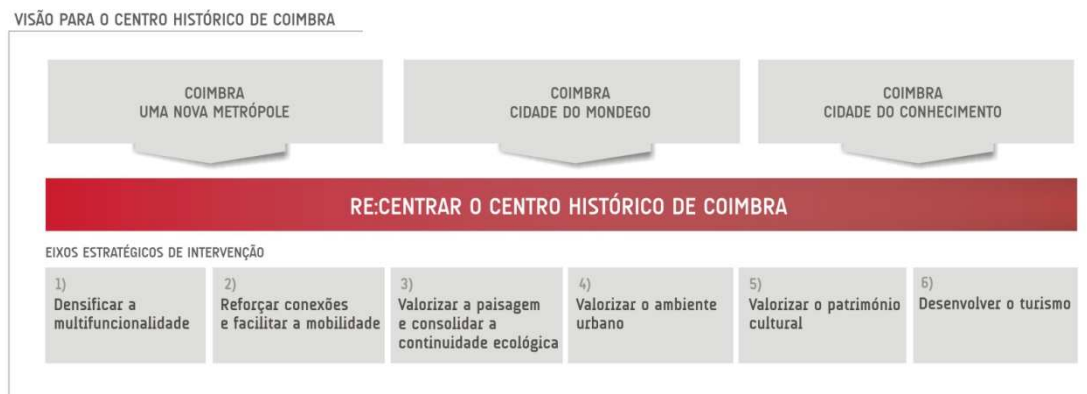 VISÃO PARA O CENTRO HISTÓRICO DE COIMBRA
COIMBRA
UMA NOVA METRÓPOLE
COIMBRA
CIDADE DO MONDEGO
COIMBRA
CIDADE DO CONHECIMENTO
RE:CENTRAR O CENTRO HISTÓRICO DE COIMBRA
EIXOS ESTRATÉGICOS DE INTERVENÇÃO
1)
Densificar a
multifuncionalidade
2)
Reforçar conexões
e facilitar a mobilidade
3)
Valorizar a paisagem
e consolidar a
continuidade ecológica
4)
Valorizar o ambiente
urbano
5)
Valorizar o património
cultural
6)
Desenvolver o turismo